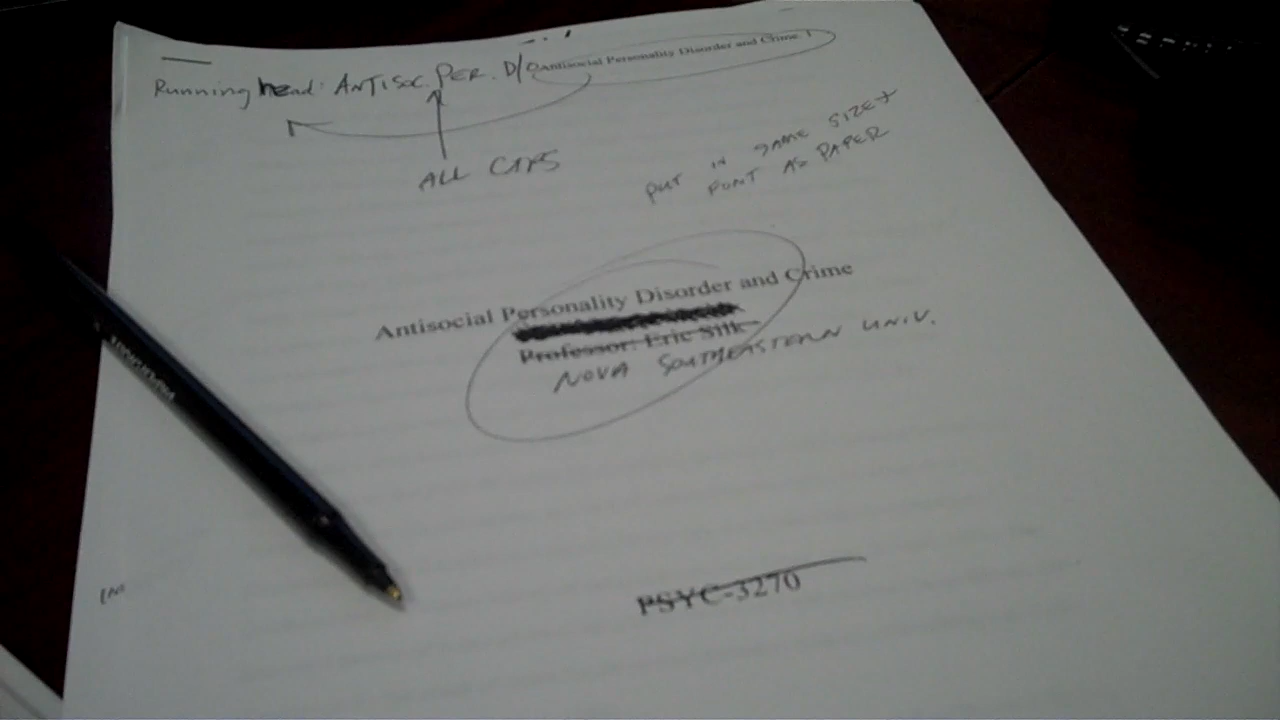 Antisocial Personality Disorder and Crime 1
Running head: ANTISOC. PER. D/O
ALL CAPS
PUT IN SAME SIZE +
FONT AS PAPER
Antisocial Personality Disorder and Crime
Professor: Eric Silk
NOVA SOUTHEASTERN UNIV.
PSYC-3270